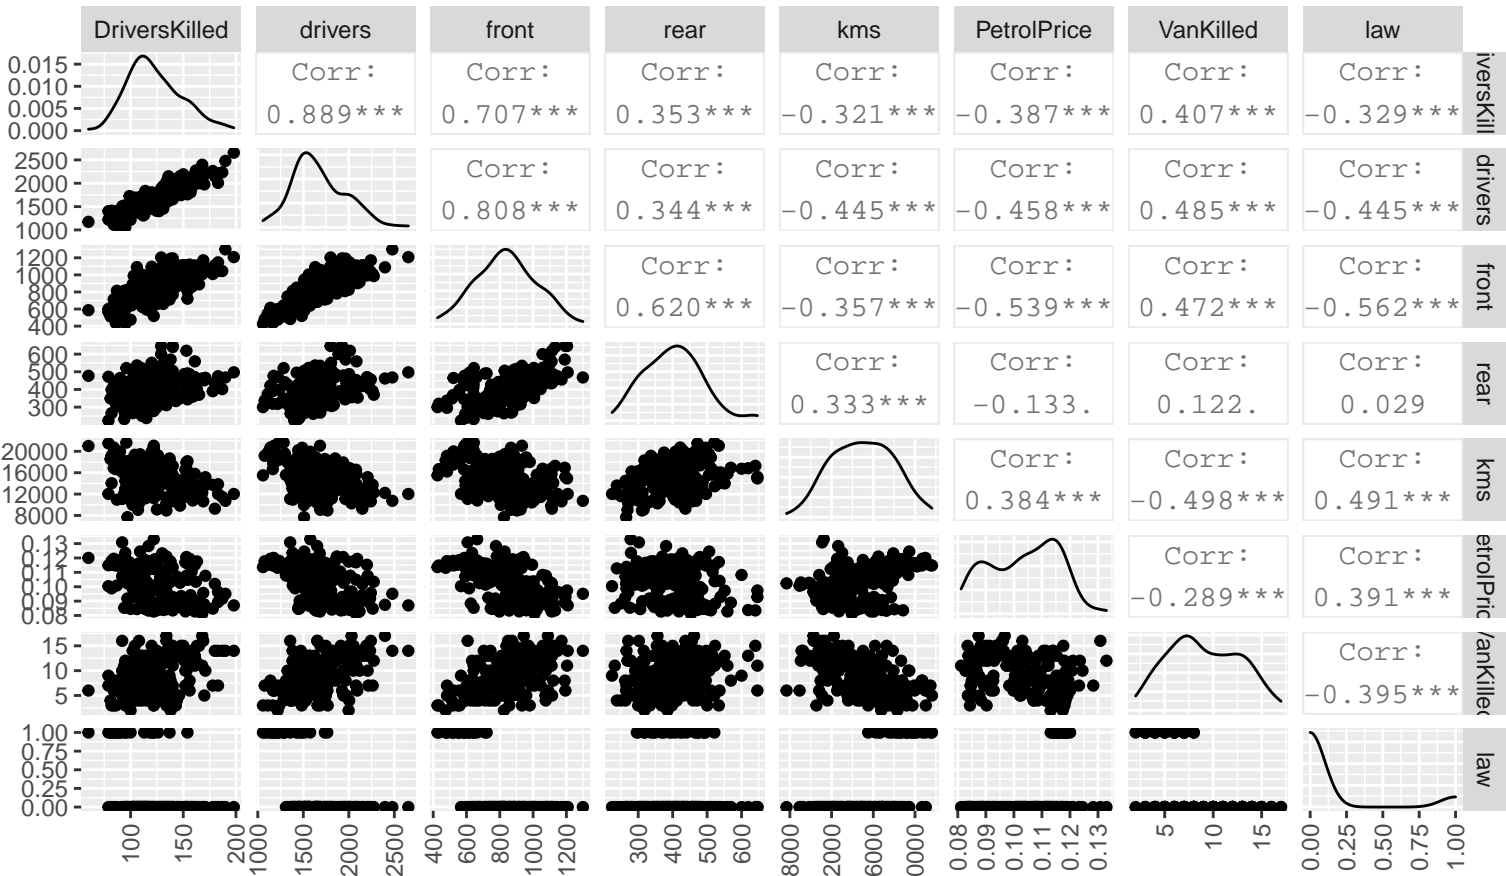 DriversKilled drivers front rear kms PetrolPrice VanKilled law
0.015
0.010
0.005
0.000
Corr: Corr: Corr: Corr: Corr: Corr: Corr:
0.889*** 0.707*** 0.353*** -0.321*** -0.387*** 0.407*** -0.329***
iversKill
2500
2000
1500
1000
Corr: Corr: Corr: Corr: Corr: Corr:
0.808*** 0.344*** -0.445*** -0.458*** 0.485*** -0.445***
drivers
1200
1000
800
600
400
Corr: Corr: Corr: Corr: Corr:
0.620*** -0.357*** -0.539*** 0.472*** -0.562***
front
600
500
400
300
Corr: Corr: Corr: Corr:
0.333*** -0.133. 0.122. 0.029
rear
20000
16000
12000
8000
Corr: Corr: Corr:
0.384*** -0.498*** 0.491***
kms
0.13
0.12
0.11
0.10
0.09
0.08
Corr: Corr:
-0.289*** 0.391***
etrolPric
15
10
5
Corr:
-0.395***
VanKilled
1.00
0.75
0.50
0.25
0.00
law
100 150 200 1000 1500 2000 2500 400 600 800 1000 1200 300 400 500 600 8000 2000 6000 0000 0.08 0.09 0.10 0.11 0.12 0.13 5 10 15 0.00 0.25 0.50 0.75 1.00